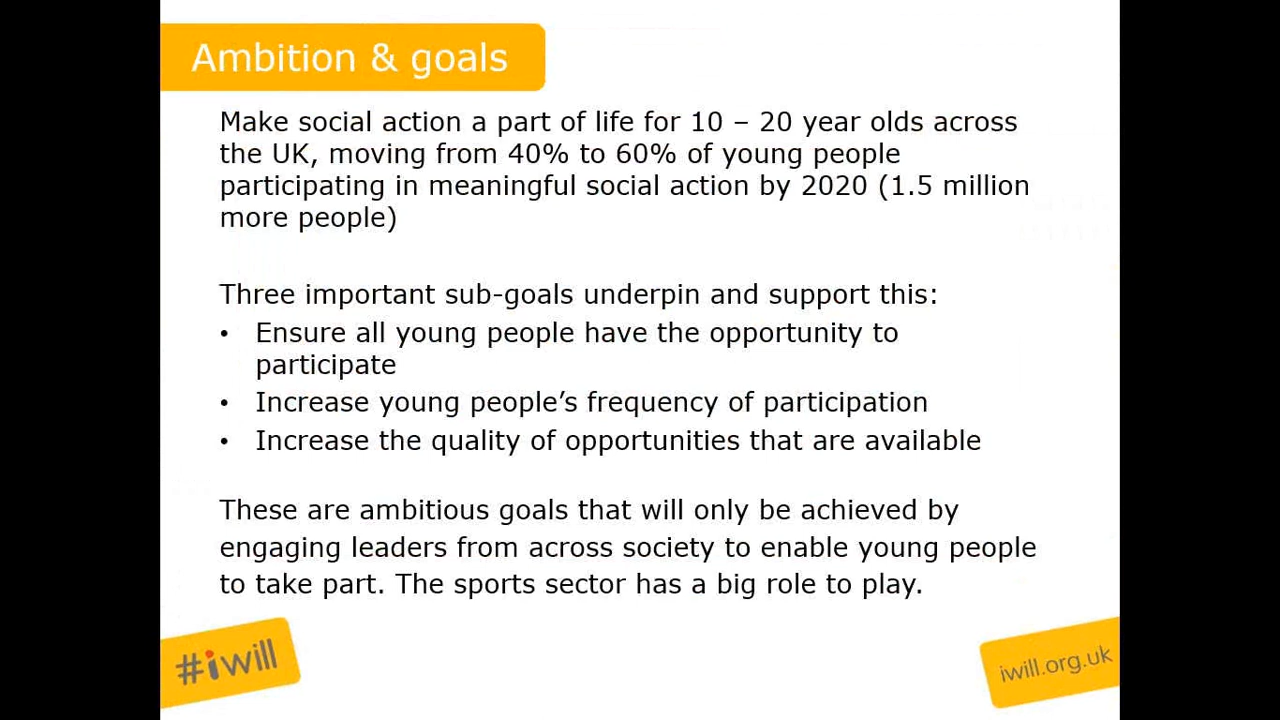 Ambition & goals
Make social action a part of life for 10 – 20 year olds across
the UK, moving from 40% to 60% of young people
participating in meaningful social action by 2020 (1.5 million
more people)
Three important sub-goals underpin and support this:
• Ensure all young people have the opportunity to
participate
• Increase young people’s frequency of participation
• Increase the quality of opportunities that are available
These are ambitious goals that will only be achieved by
engaging leaders from across society to enable young people
to take part. The sports sector has a big role to play.
#iwill
iwill.org.uk